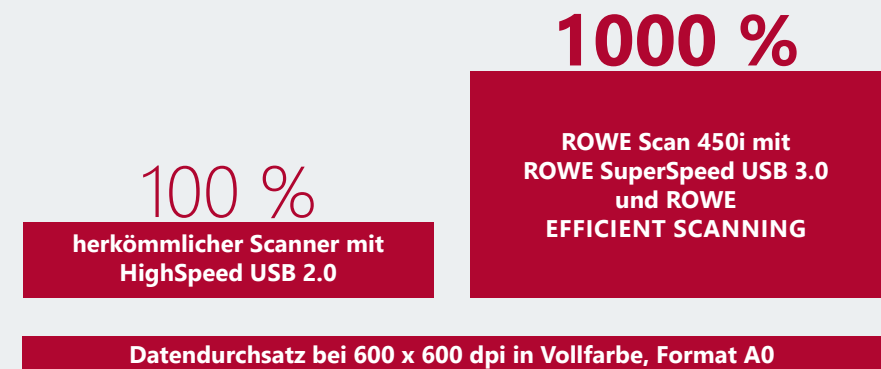 1000 %
ROWE Scan 450i mit
ROWE SuperSpeed USB 3.0
und ROWE
EFFICIENT SCANNING
100 %
herkömmlicher Scanner mit
HighSpeed USB 2.0
Datendurchsatz bei 600 x 600 dpi in Vollfarbe, Format A0